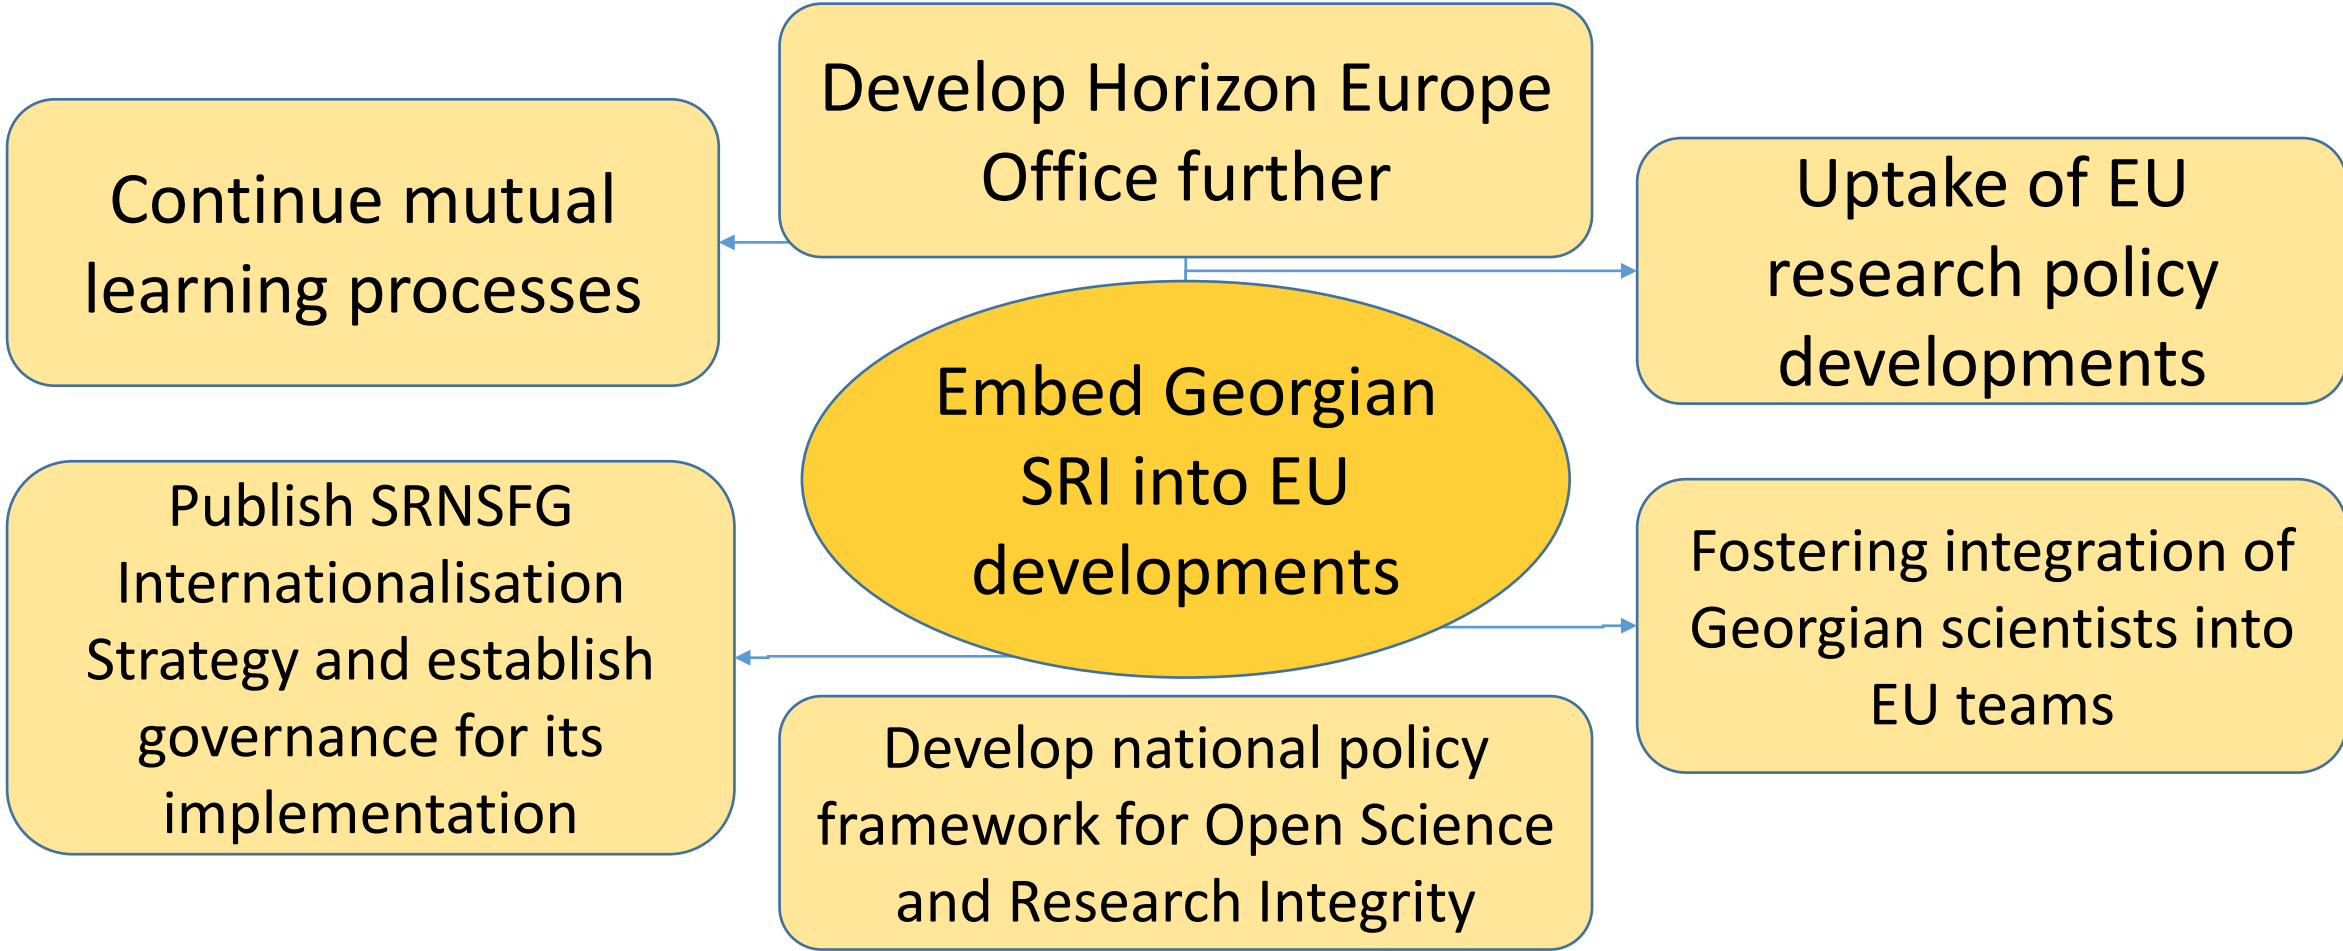 Develop Horizon Europe
Office further
Continue mutual
learning processes
Uptake of EU
research policy
developments
Embed Georgian
SRI into EU
developments
Publish SRNSFG
Internationalisation
Strategy and establish
governance for its
implementation
Fostering integration of
Georgian scientists into
EU teams
Develop national policy
framework for Open Science
and Research Integrity